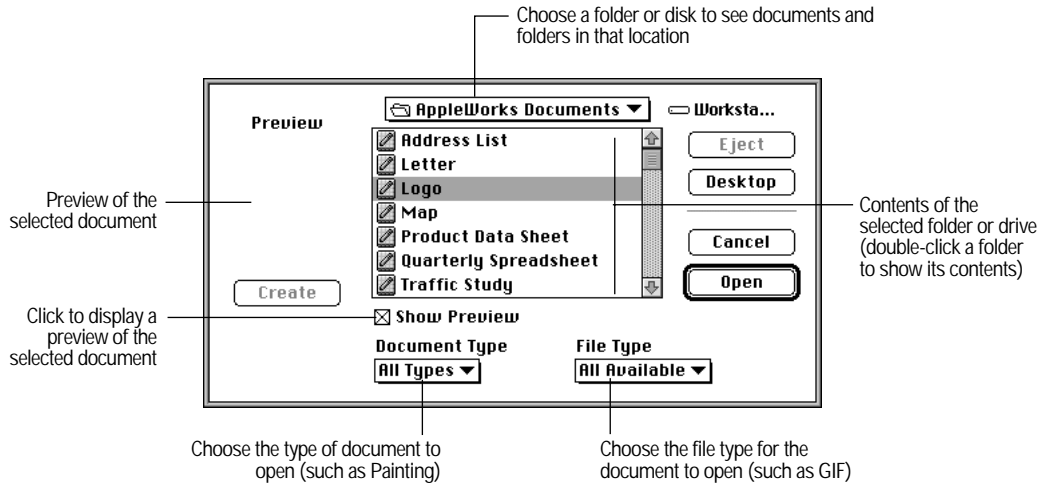 Choose a folder or disk to see documents and
folders in that location
Preview
AppleWorks Documents
Worksta...
Address List
Letter
Logo
Map
Product Data Sheet
Quarterly Spreadsheet
Traffic Study
Eject
Desktop
Cancel
Open
Preview of the
selected document
Contents of the
selected folder or drive
(double-click a folder
to show its contents)
Create
Click to display a
preview of the
selected document
Show Preview
Document Type
File Type
All Types
All Available
Choose the type of document to
open (such as Painting)
Choose the file type for the
document to open (such as GIF)